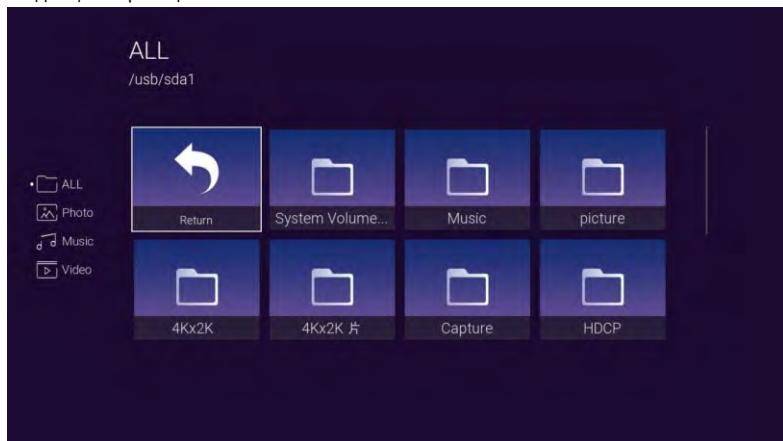 ALL
/usb/sda1
ALL
Photo
Music
Video
Return
System Volume...
Music
picture
4Kx2K
4Kx2K 片
Capture
HDCP